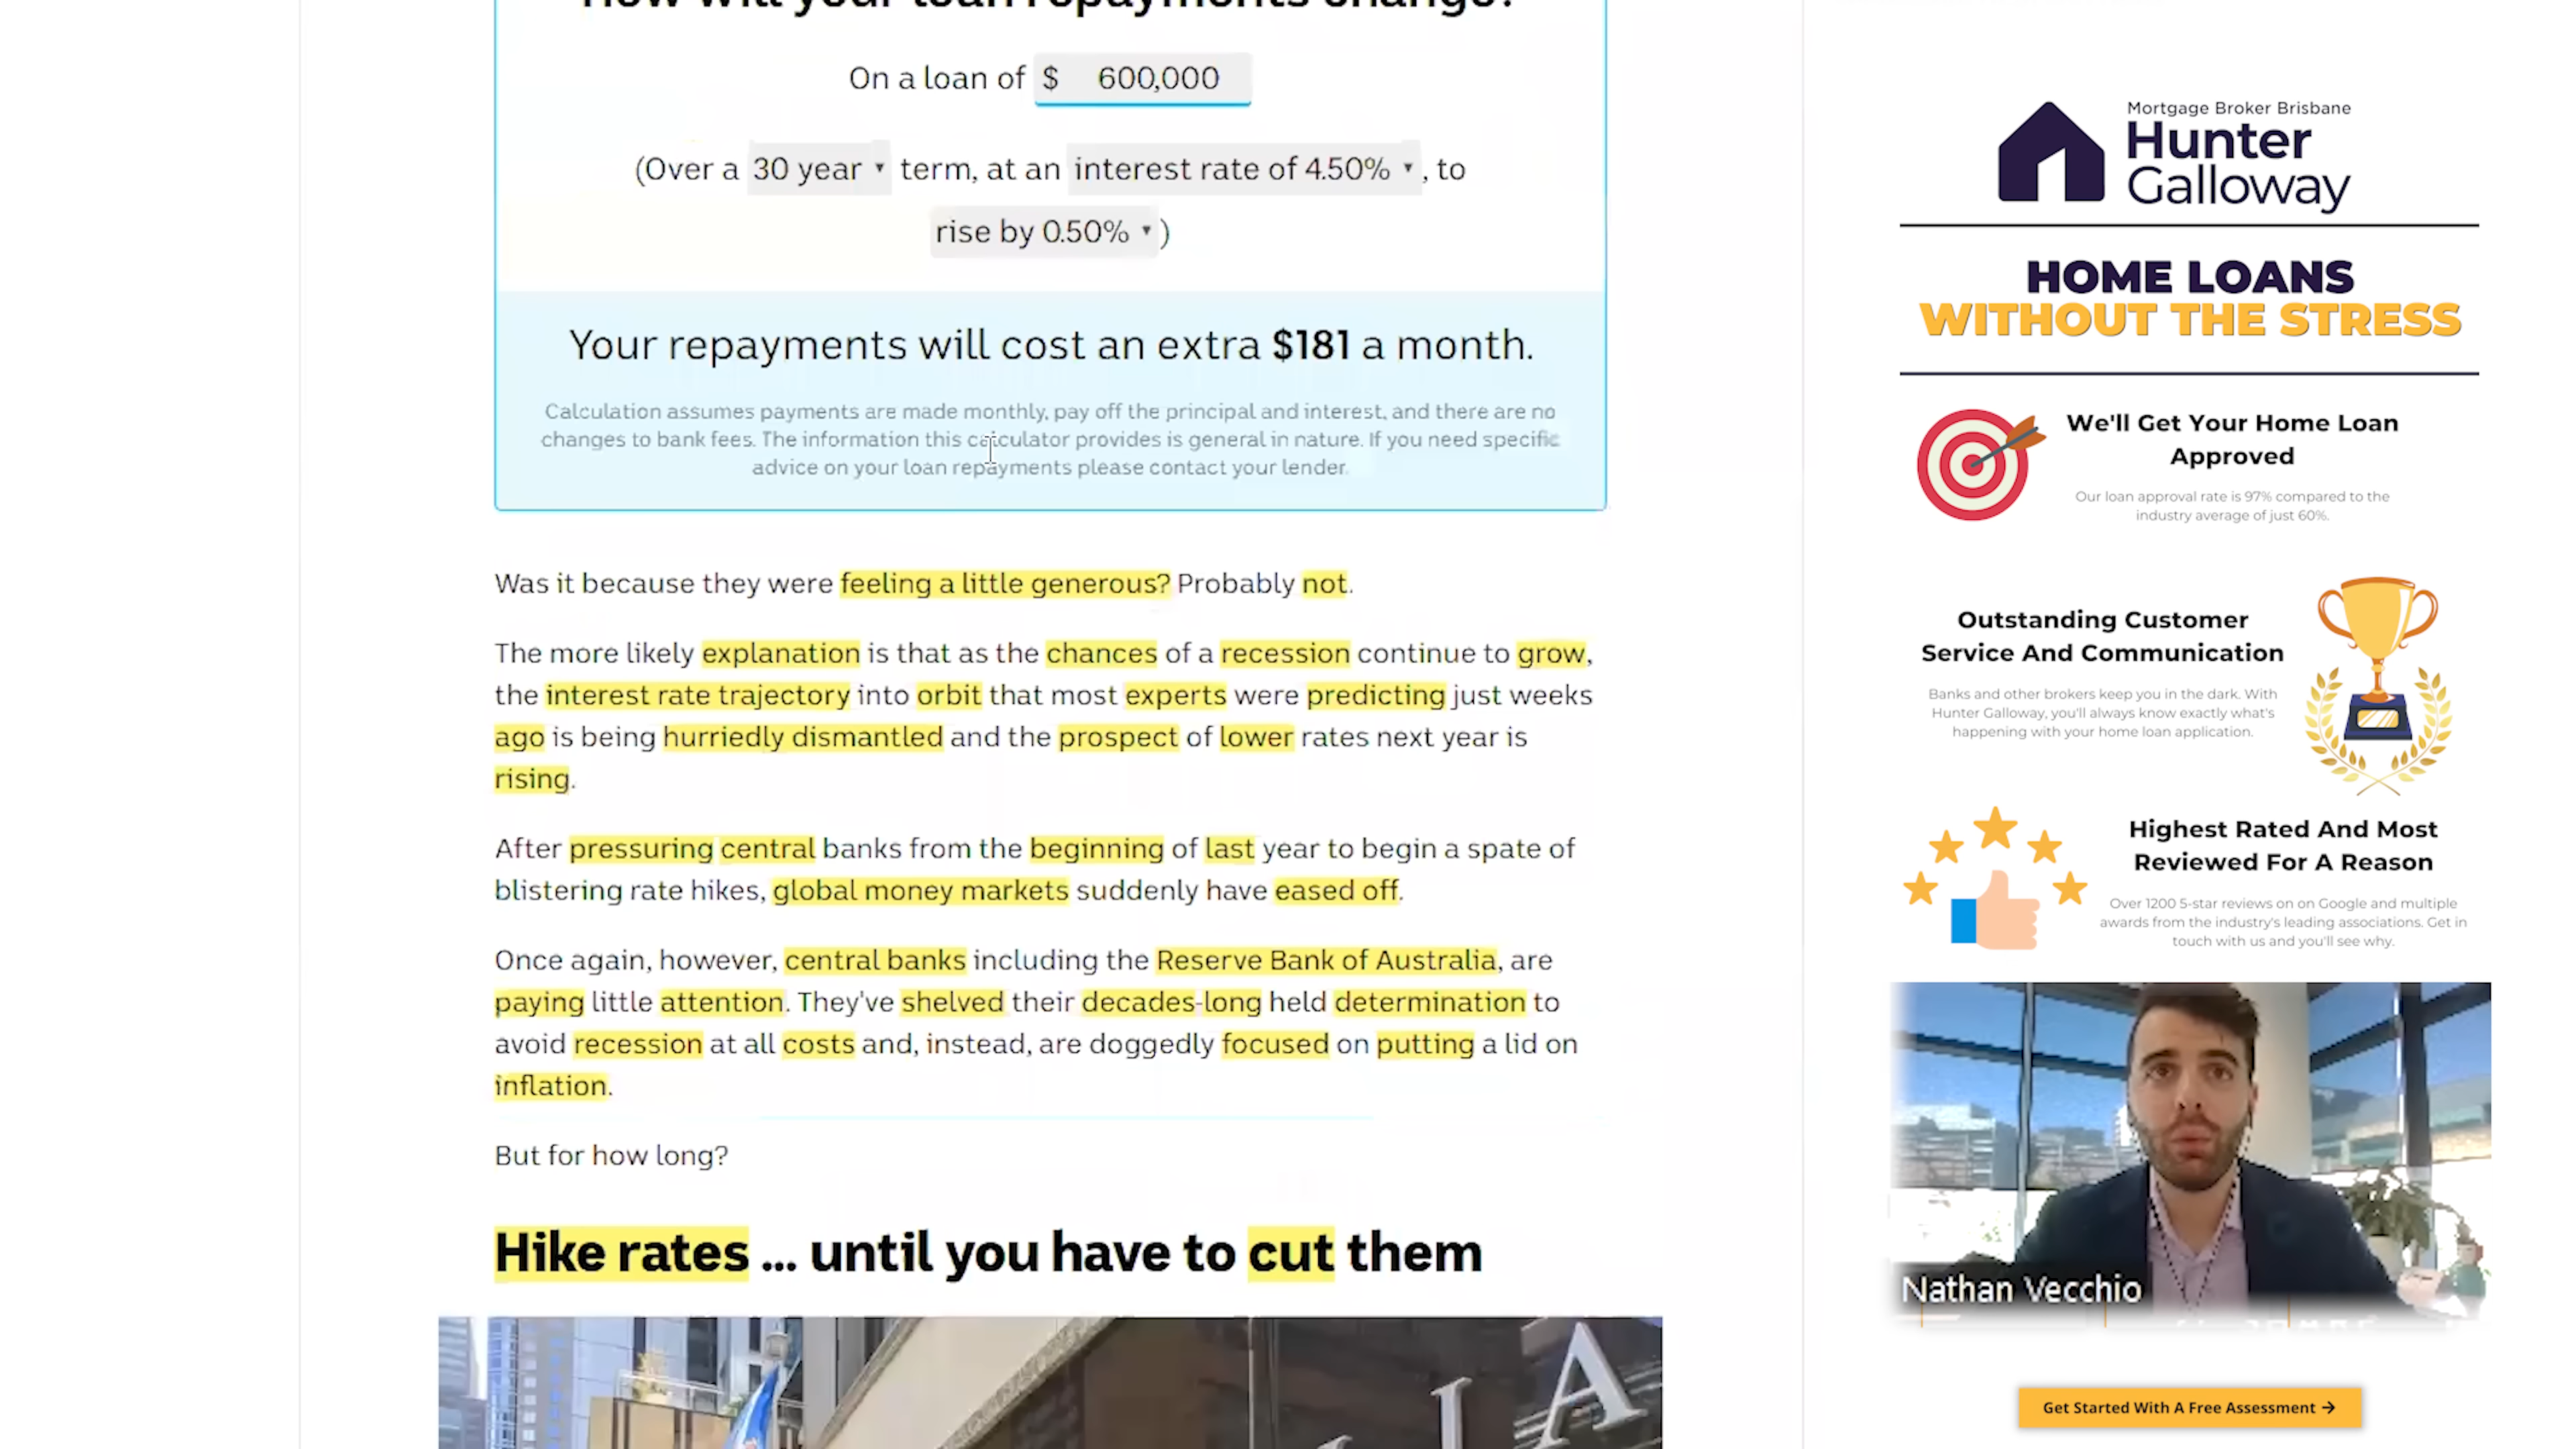 How will your loan repayments change?
On a loan of $ 600,000
(Over a 30 year ▾ term, at an interest rate of 4.50% ▾, to
rise by 0.50% ▾)
Your repayments will cost an extra $181 a month.
Calculation assumes payments are made monthly, pay off the principal and interest, and there are no
changes to bank fees. The information this calculator provides is general in nature. If you need specific
advice on your loan repayments please contact your lender.
Was it because they were feeling a little generous? Probably not.
The more likely explanation is that as the chances of a recession continue to grow,
the interest rate trajectory into orbit that most experts were predicting just weeks
ago is being hurriedly dismantled and the prospect of lower rates next year is
rising.
After pressuring central banks from the beginning of last year to begin a spate of
blistering rate hikes, global money markets suddenly have eased off.
Once again, however, central banks including the Reserve Bank of Australia, are
paying little attention. They've shelved their decades-long held determination to
avoid recession at all costs and, instead, are doggedly focused on putting a lid on
inflation.
But for how long?
Hike rates ... until you have to cut them
Mortgage Broker Brisbane
Hunter
Galloway
HOME LOANS
WITHOUT THE STRESS
We'll Get Your Home Loan
Approved
Our loan approval rate is 97% compared to the
industry average of just 60%.
Outstanding Customer
Service And Communication
Banks and other brokers keep you in the dark. With
Hunter Galloway, you'll always know exactly what's
happening with your home loan application.
Highest Rated And Most
Reviewed For A Reason
Over 1200 5-star reviews on on Google and multiple
awards from the industry's leading associations. Get in
touch with us and you'll see why.
Nathan Vecchio
Get Started With A Free Assessment →